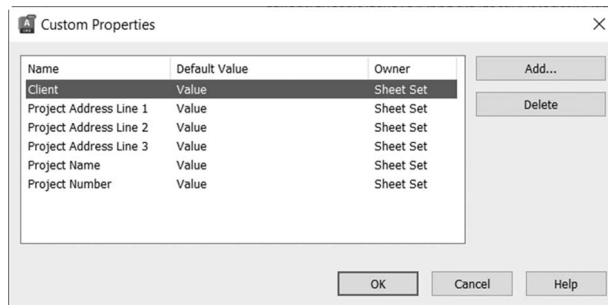 Custom Properties
Name Default Value Owner
Client Value Sheet Set
Project Address Line 1 Value Sheet Set
Project Address Line 2 Value Sheet Set
Project Address Line 3 Value Sheet Set
Project Name Value Sheet Set
Project Number Value Sheet Set
Add...
Delete
OK Cancel Help